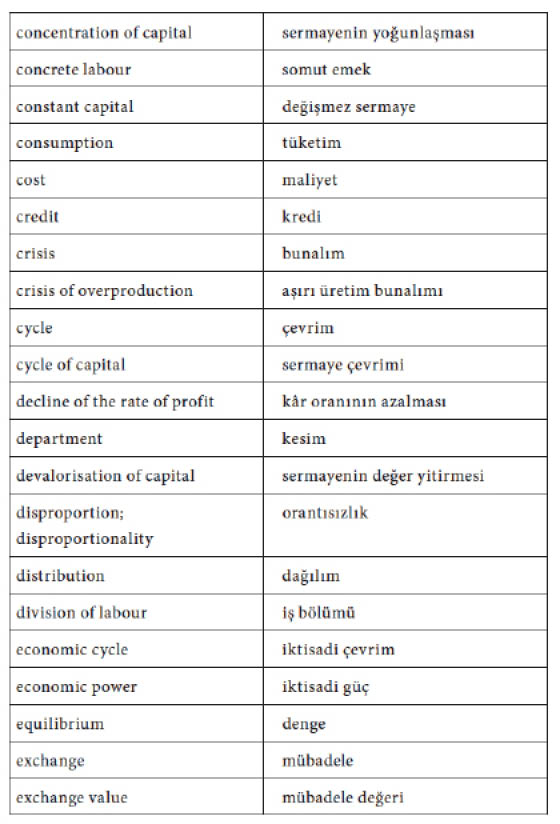 concentration of capital sermayenin yoğunlaşması
concrete labour somut emek
constant capital değişmez sermaye
consumption tüketim
cost maliyet
credit kredi
crisis bunalım
crisis of overproduction aşırı üretim bunalımı
cycle çevrim
cycle of capital sermaye çevrimi
decline of the rate of profit kâr oranının azalması
department kesim
devalorisation of capital sermayenin değer yitirmesi
disproportion; orantısızlık
disproportionality
distribution dağılım
division of labour iş bölümü
economic cycle iktisadi çevrim
economic power iktisadi güç
equilibrium denge
exchange mübadele
exchange value mübadele değeri